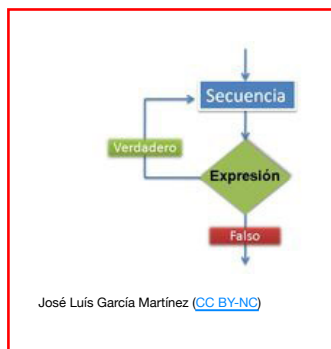 Secuencia
Verdadero
Expresión
Falso
José Luís García Martínez (CC BY-NC)